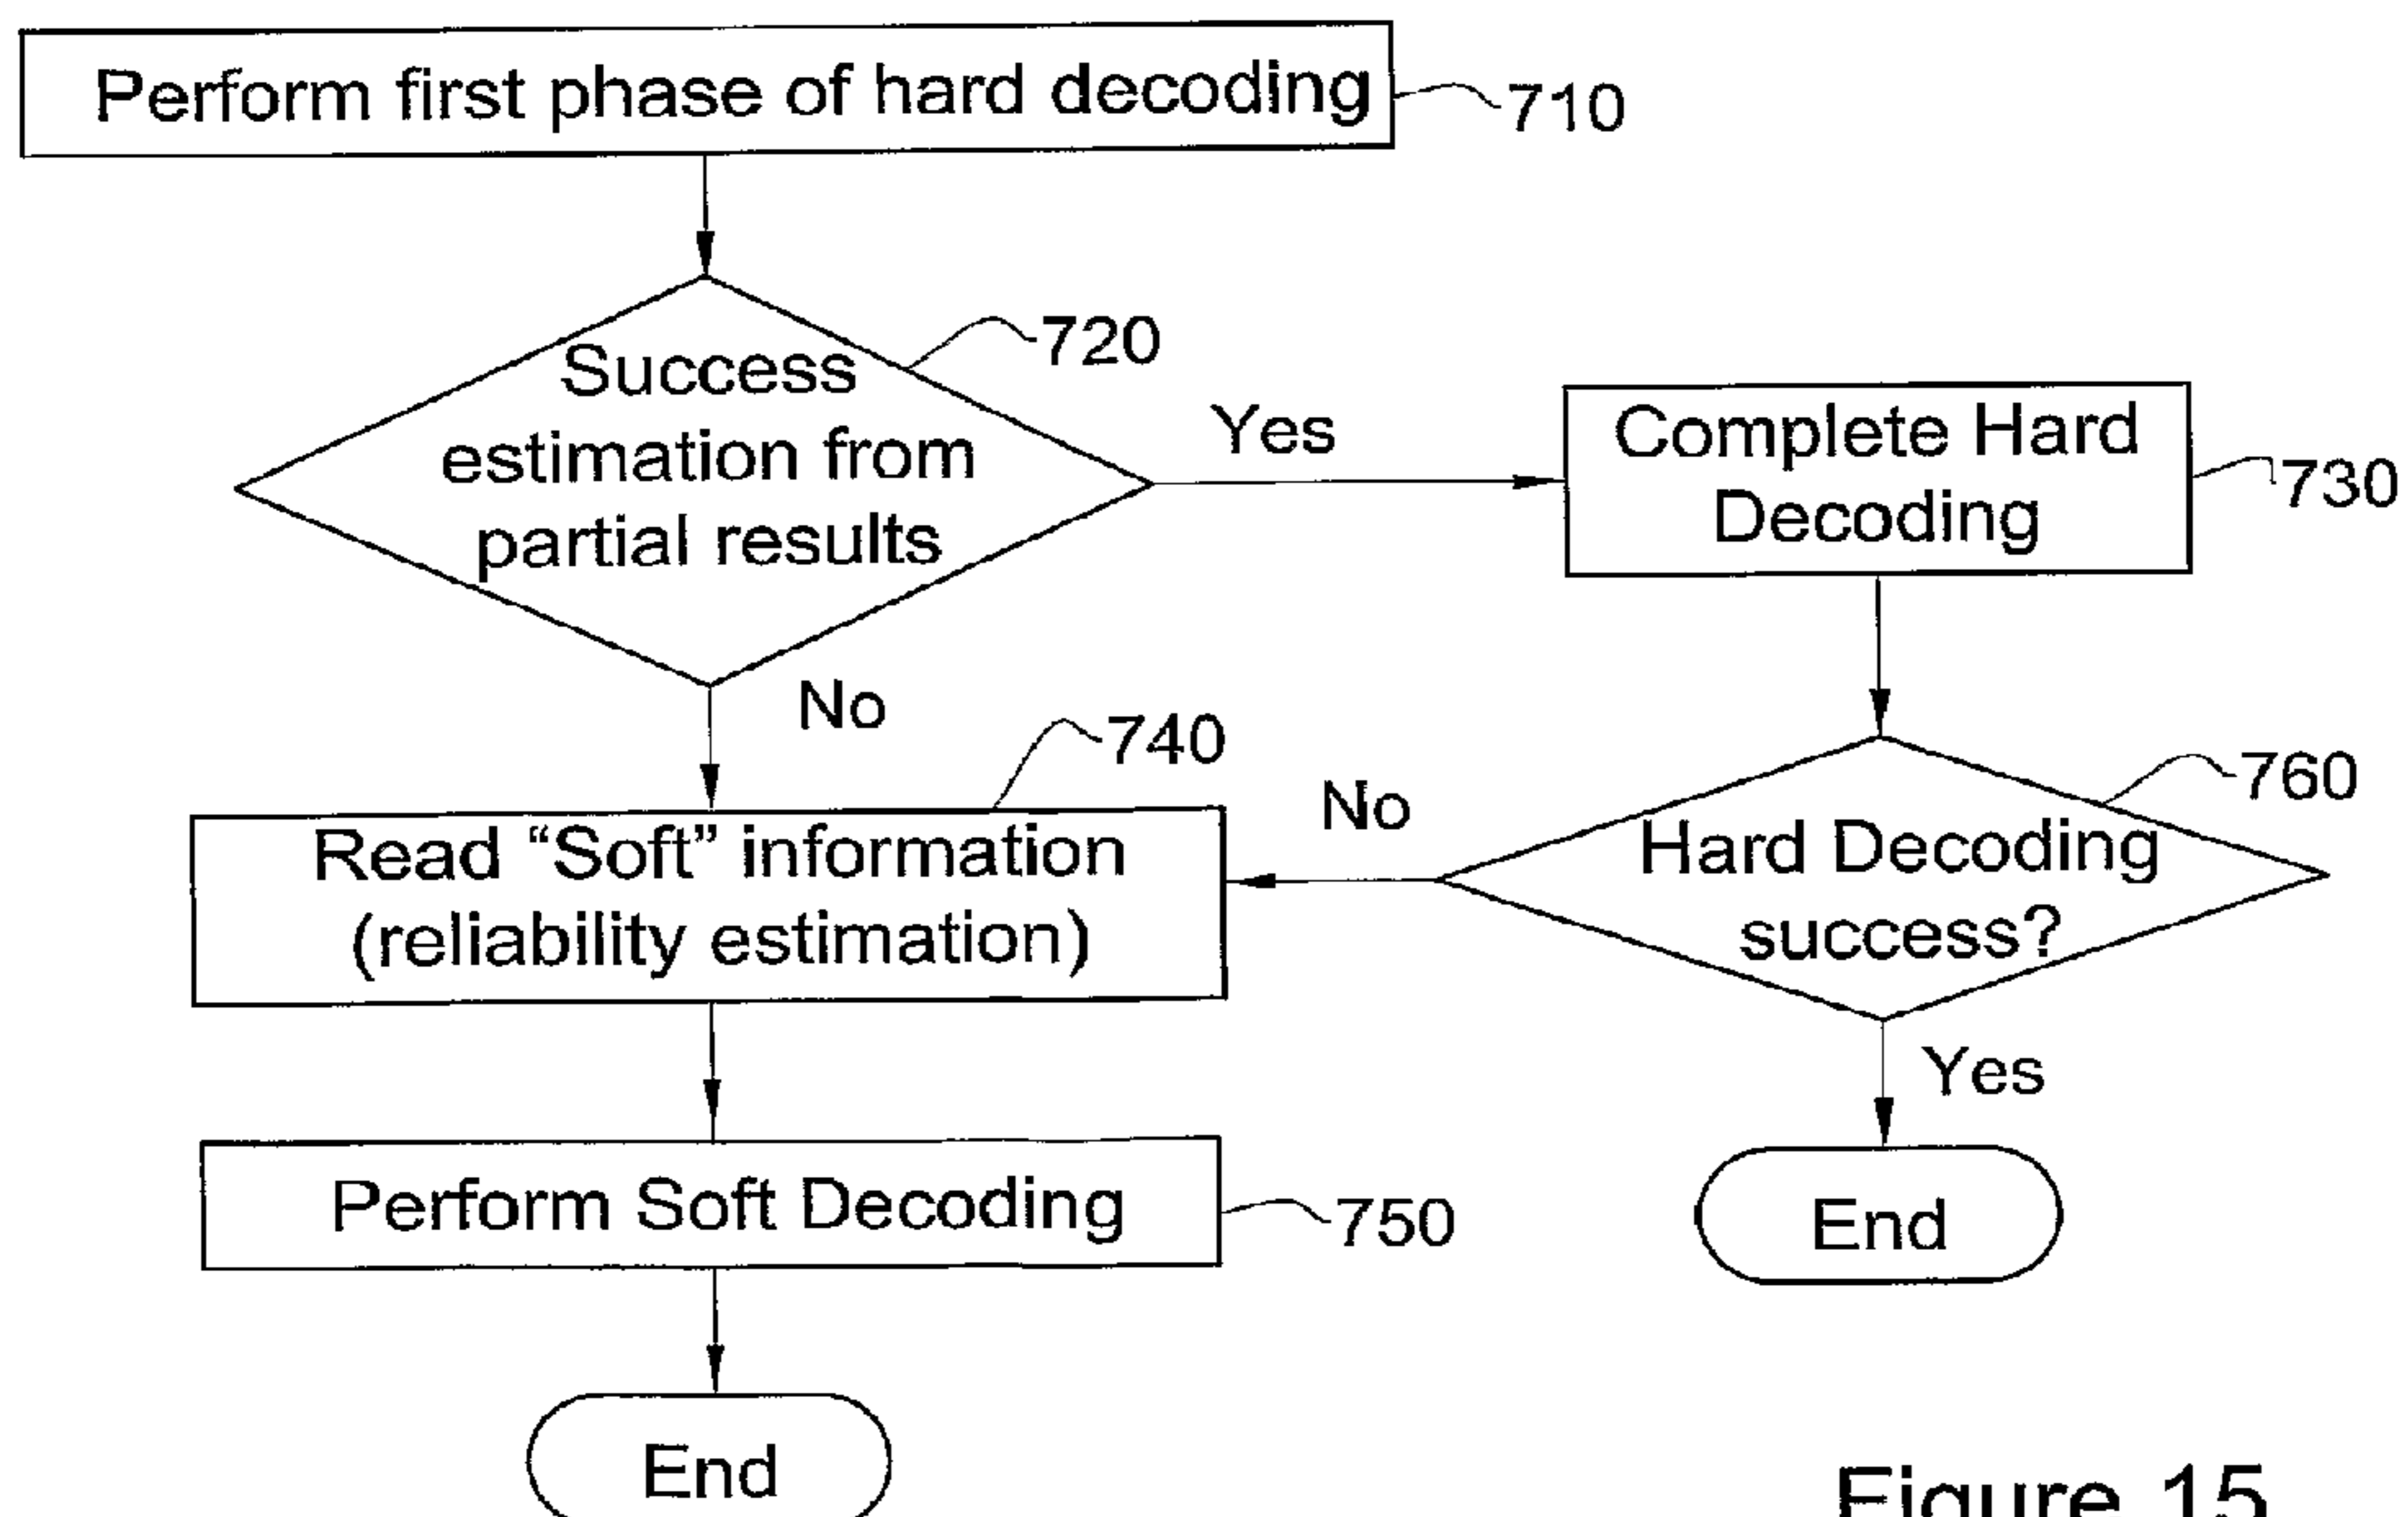 Perform first phase of hard decoding
710
Success
estimation from
partial results
720
Yes
Complete Hard
Decoding
730
No
740
Read “Soft” information
(reliability estimation)
No
760
Hard Decoding
success?
Yes
Perform Soft Decoding
750
End
End
Figure 15